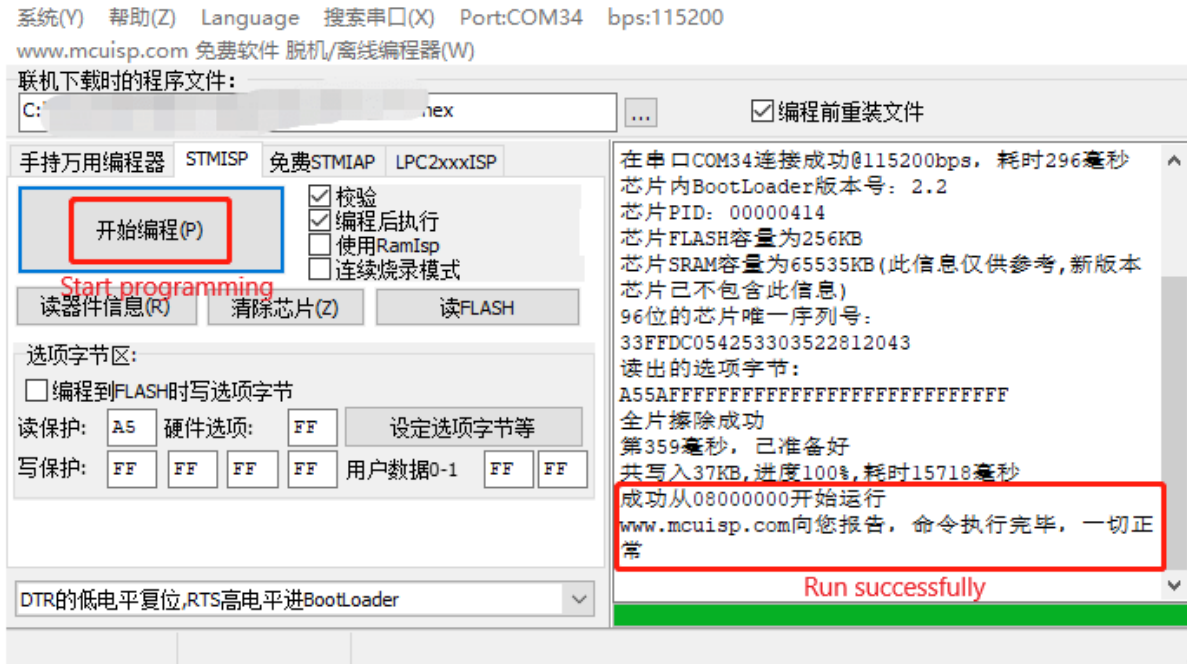 系统(Y) 帮助(Z) Language 搜索串口(X) Port:COM34 bps:115200
www.mcuisp.com 免费软件 脱机/离线编程器(W)
联机下载时的程序文件:
C:
... 编程前重装文件
手持万用编程器 STMISP 免费STMIAP LPC2xxxISP
开始编程(P)
校验
编程后执行
使用RamIsp
连续烧录模式
Start programming
读器件信息(R) 清除芯片(Z) 读FLASH
选项字节区:
编程到FLASH时写选项字节
读保护: A5 硬件选项: FF 设定选项字节等
写保护: FF FF FF FF 用户数据0-1 FF FF
DTR的低电平复位,RTS高电平进BootLoader
在串口COM34连接成功@115200bps, 耗时296毫秒
芯片内BootLoader版本号: 2.2
芯片PID: 00000414
芯片FLASH容量为256KB
芯片SRAM容量为65535KB(此信息仅供参考,新版本
芯片已不包含此信息)
96位的芯片唯一序列号:
33FFDC054253303522812043
读出的选项字节:
A55AFFFFFFFFFFFFFFFFFFFFFFFFFFFF
全片擦除成功
第359毫秒, 已准备好
共写入37KB,进度100%,耗时15718毫秒
成功从08000000开始运行
www.mcuisp.com向您报告, 命令执行完毕, 一切正
常
Run successfully